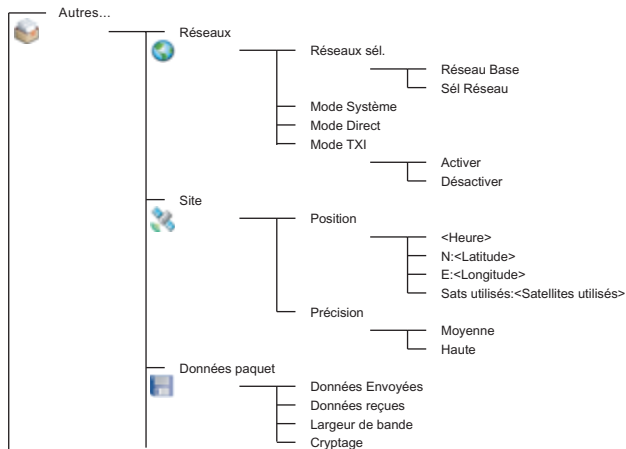 Autres...
Réseaux
Réseaux sél.
Réseau Base
Sél Réseau
Mode Système
Mode Direct
Mode TXI
Activer
Désactiver
Site
Position
<Heure>
N:<Latitude>
E:<Longitude>
Sats utilisés:<Satellites utilisés>
Précision
Moyenne
Haute
Données paquet
Données Envoyées
Données reçues
Largeur de bande
Cryptage